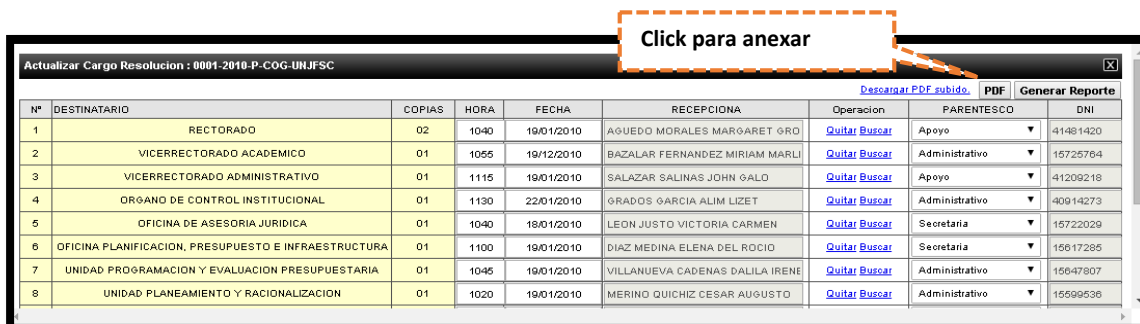 Click para anexar
Actualizar Cargo Resolucion : 0001-2010-P-COG-UNJFSC X
Descargar PDF subido. PDF Generar Reporte
Nº DESTINATARIO COPIAS HORA FECHA RECEPCIONA Operacion PARENTESCO DNI
1 RECTORADO 02 1040 19/01/2010 AGUEDO MORALES MARGARET GRO Quitar Buscar Apoyo 41481420
2 VICERRECTORADO ACADEMICO 01 1055 19/12/2010 BAZALAR FERNANDEZ MIRIAM MARLI Quitar Buscar Administrativo 15725764
3 VICERRECTORADO ADMINISTRATIVO 01 1115 19/01/2010 SALAZAR SALINAS JOHN GALO Quitar Buscar Apoyo 41209218
4 ORGANO DE CONTROL INSTITUCIONAL 01 1130 22/01/2010 GRADOS GARCIA ALIM LIZET Quitar Buscar Administrativo 40914273
5 OFICINA DE ASESORIA JURIDICA 01 1040 18/01/2010 LEON JUSTO VICTORIA CARMEN Quitar Buscar Secretaria 15722029
6 OFICINA PLANIFICACION, PRESUPUESTO E INFRAESTRUCTURA 01 1100 19/01/2010 DIAZ MEDINA ELENA DEL ROCIO Quitar Buscar Secretaria 15617285
7 UNIDAD PROGRAMACION Y EVALUACION PRESUPUESTARIA 01 1045 19/01/2010 VILLANUEVA CADENAS DALILA IRENE Quitar Buscar Administrativo 15647807
8 UNIDAD PLANEAMIENTO Y RACIONALIZACION 01 1020 19/01/2010 MERINO QUICHIZ CESAR AUGUSTO Quitar Buscar Administrativo 15599536